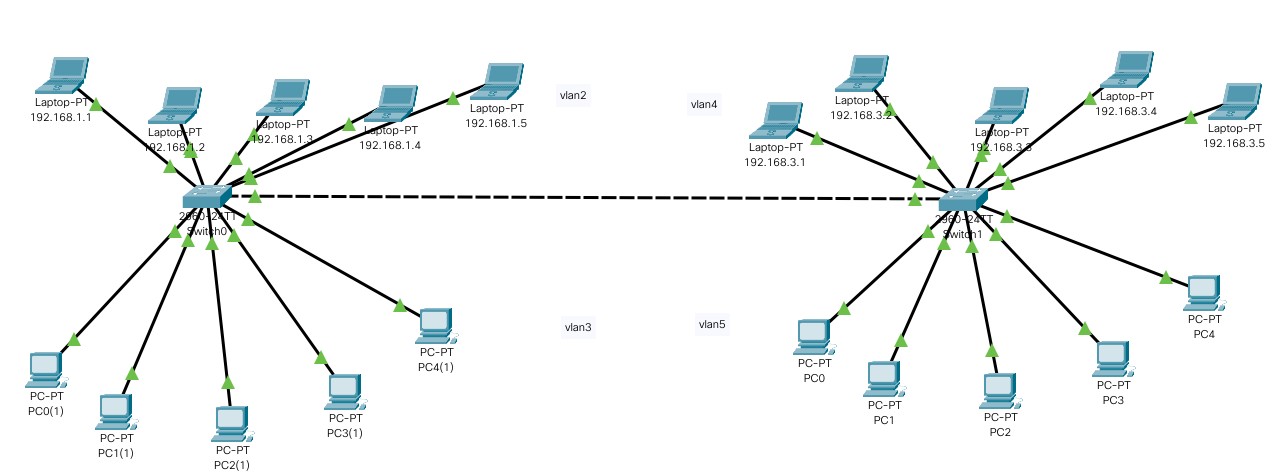 Laptop-PT
192.168.1.1
Laptop-PT
192.168.1.2
Laptop-PT
192.168.1.3
Laptop-PT
192.168.1.4
Laptop-PT
192.168.1.5
vlan2
vlan4
Laptop-PT
192.168.3.1
Laptop-PT
192.168.3.2
Laptop-PT
192.168.3.3
Laptop-PT
192.168.3.4
Laptop-PT
192.168.3.5
2960-24TT
Switch0
2960-24TT
Switch1
vlan3
vlan5
PC-PT
PC0(1)
PC-PT
PC1(1)
PC-PT
PC2(1)
PC-PT
PC3(1)
PC-PT
PC4(1)
PC-PT
PC0
PC-PT
PC1
PC-PT
PC2
PC-PT
PC3
PC-PT
PC4